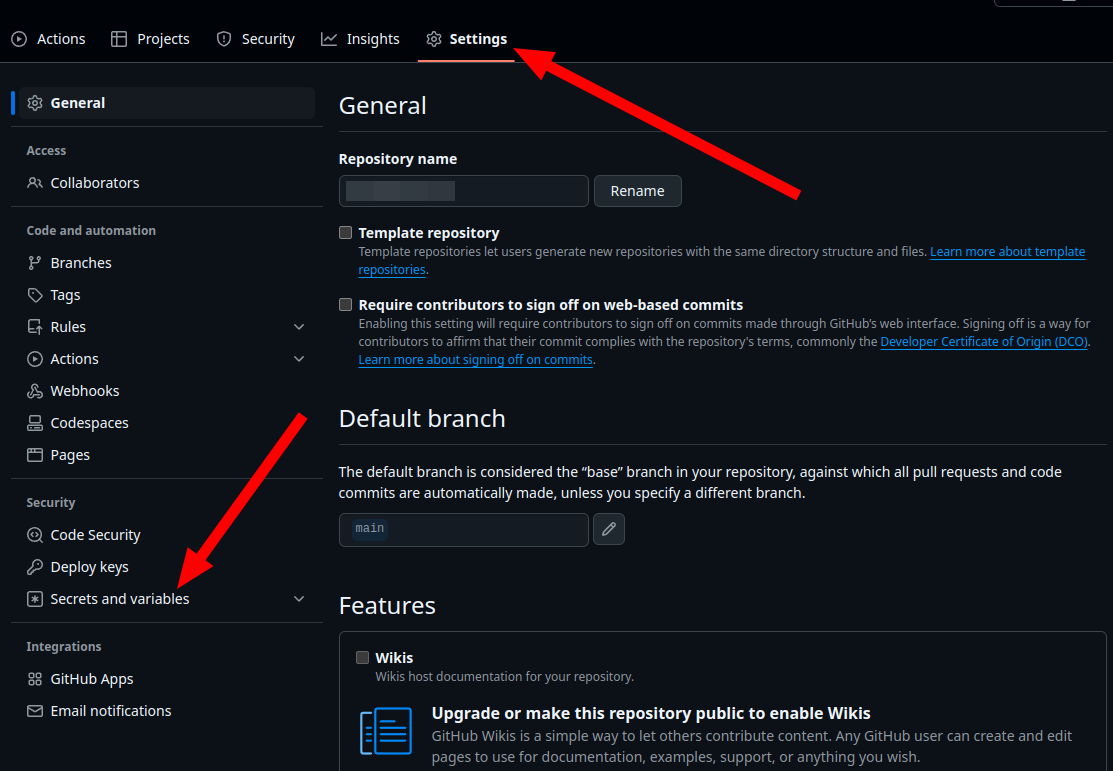 Actions Projects Security Insights Settings
General
Access
Collaborators
Code and automation
Branches
Tags
Rules
Actions
Webhooks
Codespaces
Pages
Security
Code Security
Deploy keys
Secrets and variables
Integrations
GitHub Apps
Email notifications
General
Repository name
Rename
Template repository
Template repositories let users generate new repositories with the same directory structure and files. Learn more about template
repositories.
Require contributors to sign off on web-based commits
Enabling this setting will require contributors to sign off on commits made through GitHub’s web interface. Signing off is a way for
contributors to affirm that their commit complies with the repository's terms, commonly the Developer Certificate of Origin (DCO).
Learn more about signing off on commits.
Default branch
The default branch is considered the “base” branch in your repository, against which all pull requests and code
commits are automatically made, unless you specify a different branch.
main
Features
Wikis
Wikis host documentation for your repository.
Upgrade or make this repository public to enable Wikis
GitHub Wikis is a simple way to let others contribute content. Any GitHub user can create and edit
pages to use for documentation, examples, support, or anything you wish.